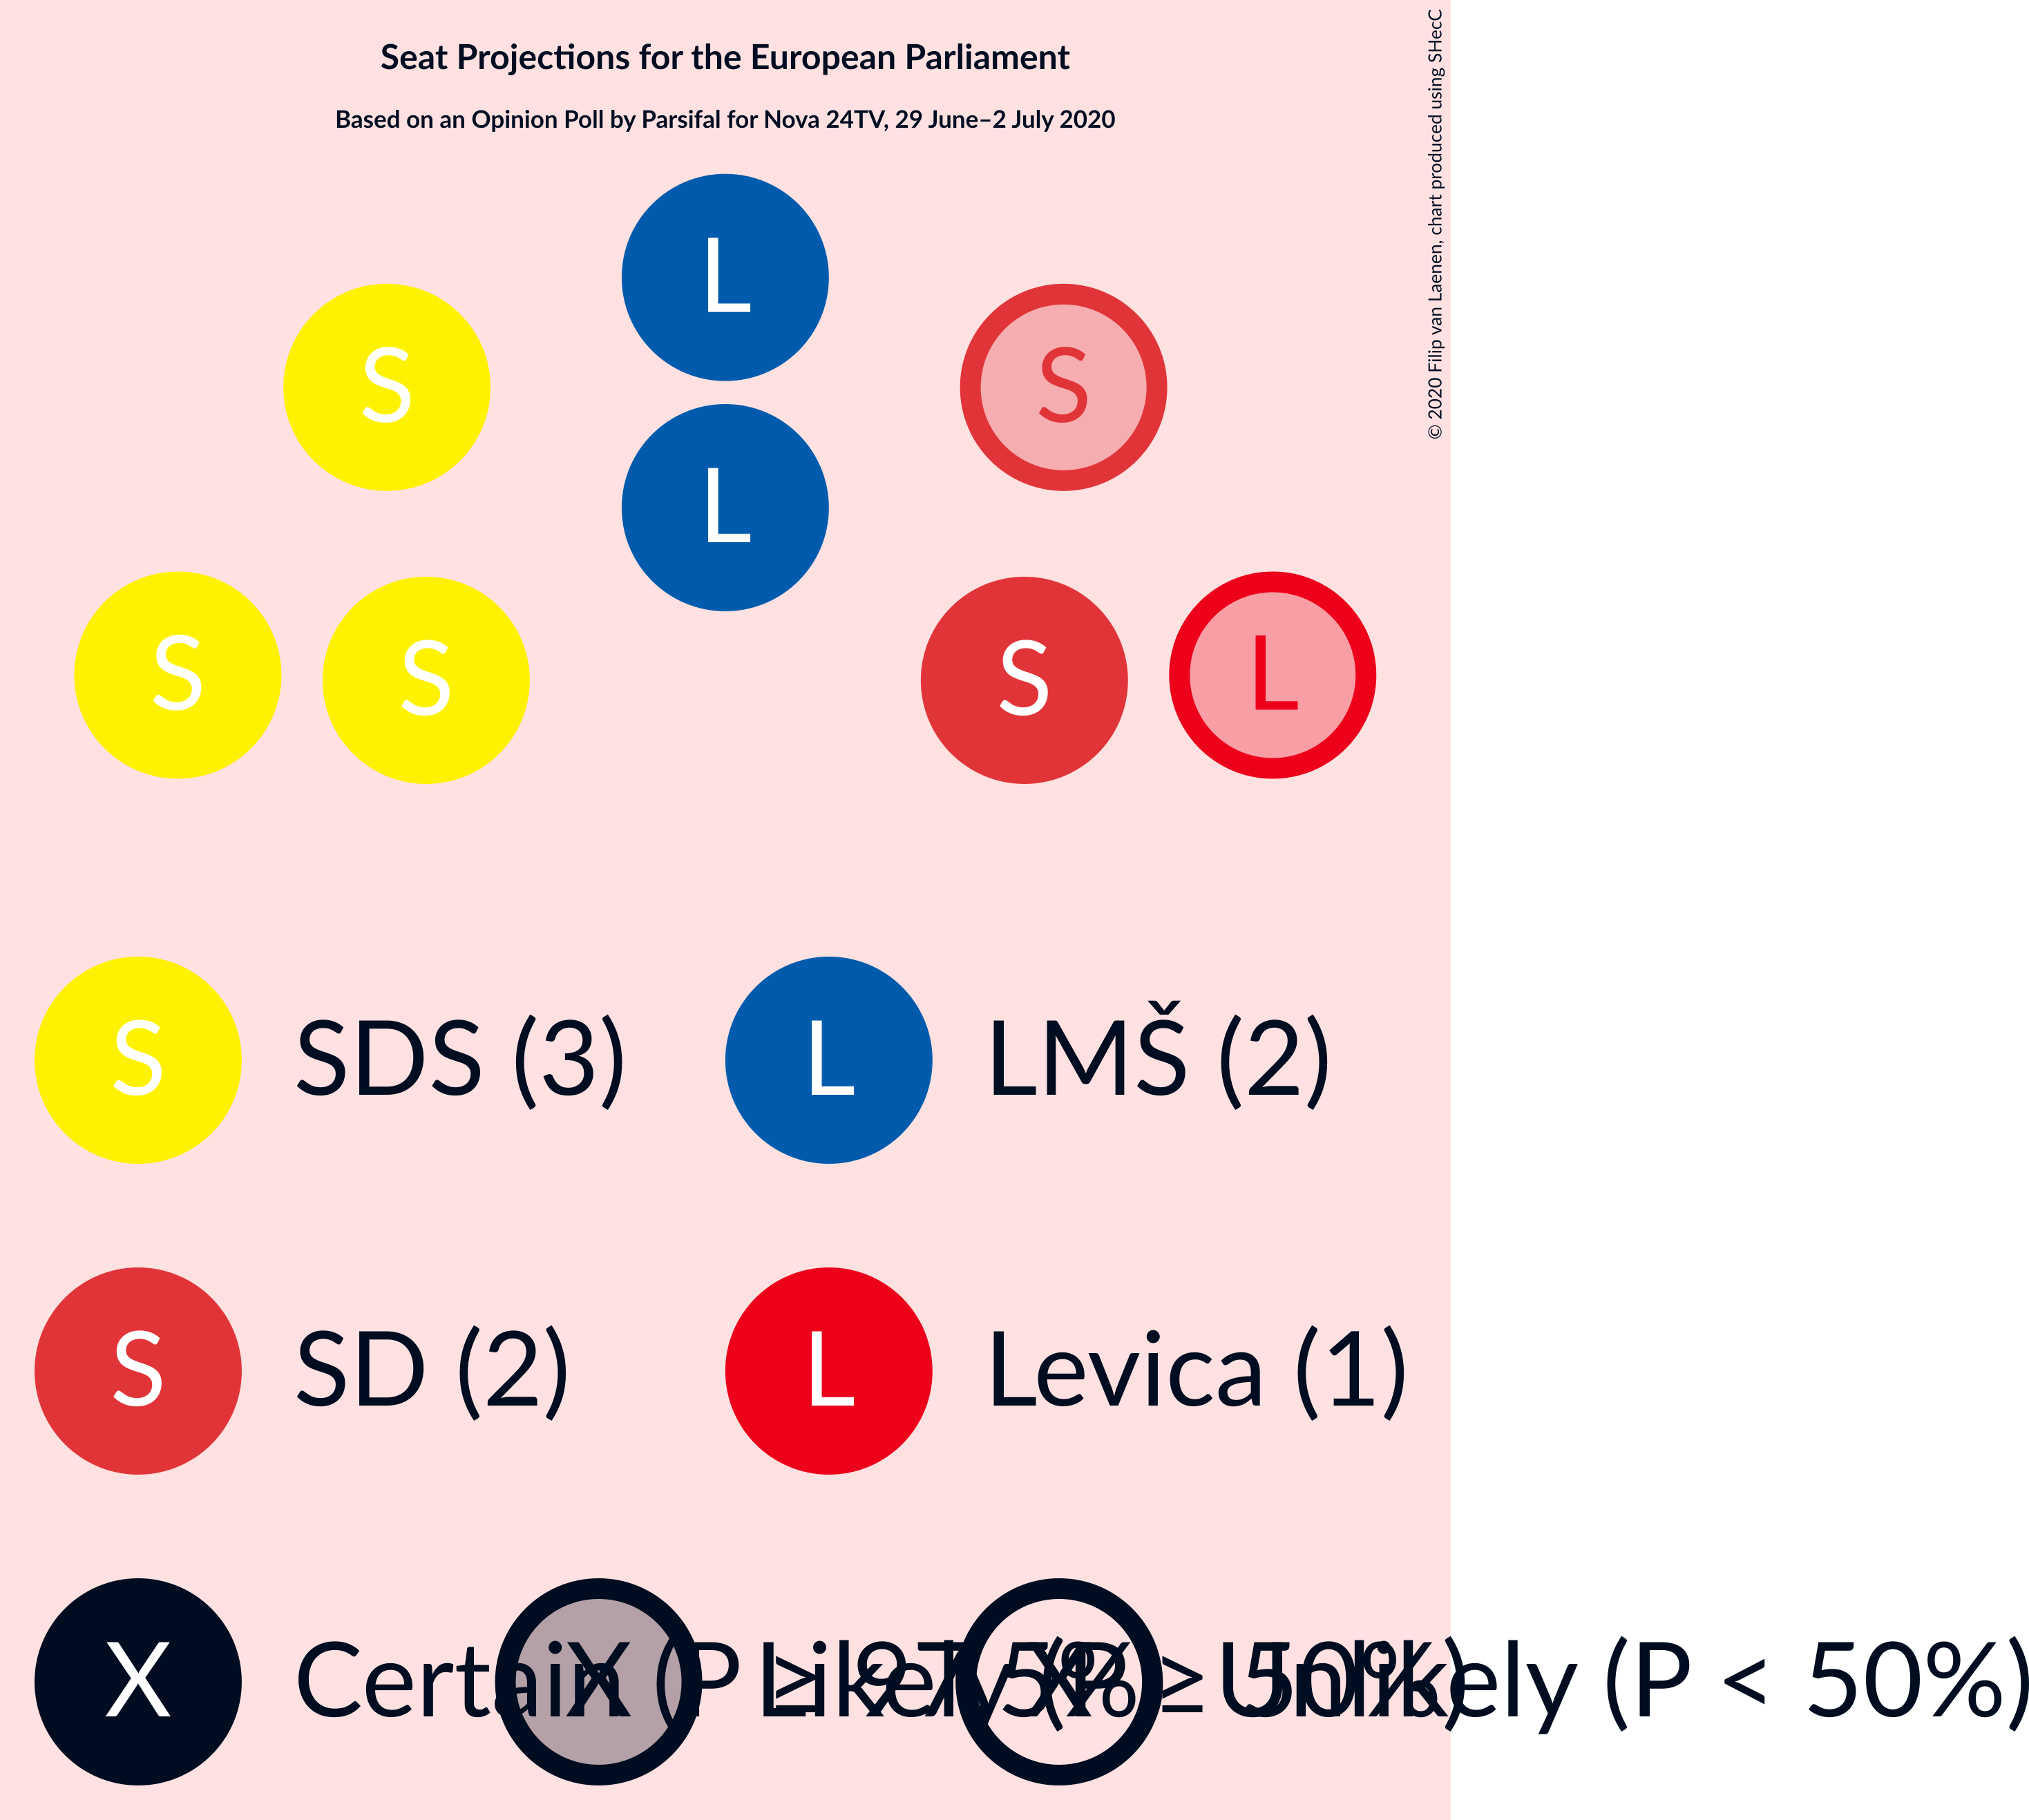 Seat Projections for the European Parliament
Based on an Opinion Poll by Parsifal for Nova 24TV, 29 June–2 July 2020
© 2020 Filip van Laenen, chart produced using SHecC
L
S
S
L
S
S
S
L
S SDS (3) L LMŠ (2)
S SD (2) L Levica (1)
X Certain (P ≥ 97.5%)
X Likely (P ≥ 50%)
X Unlikely (P < 50%)